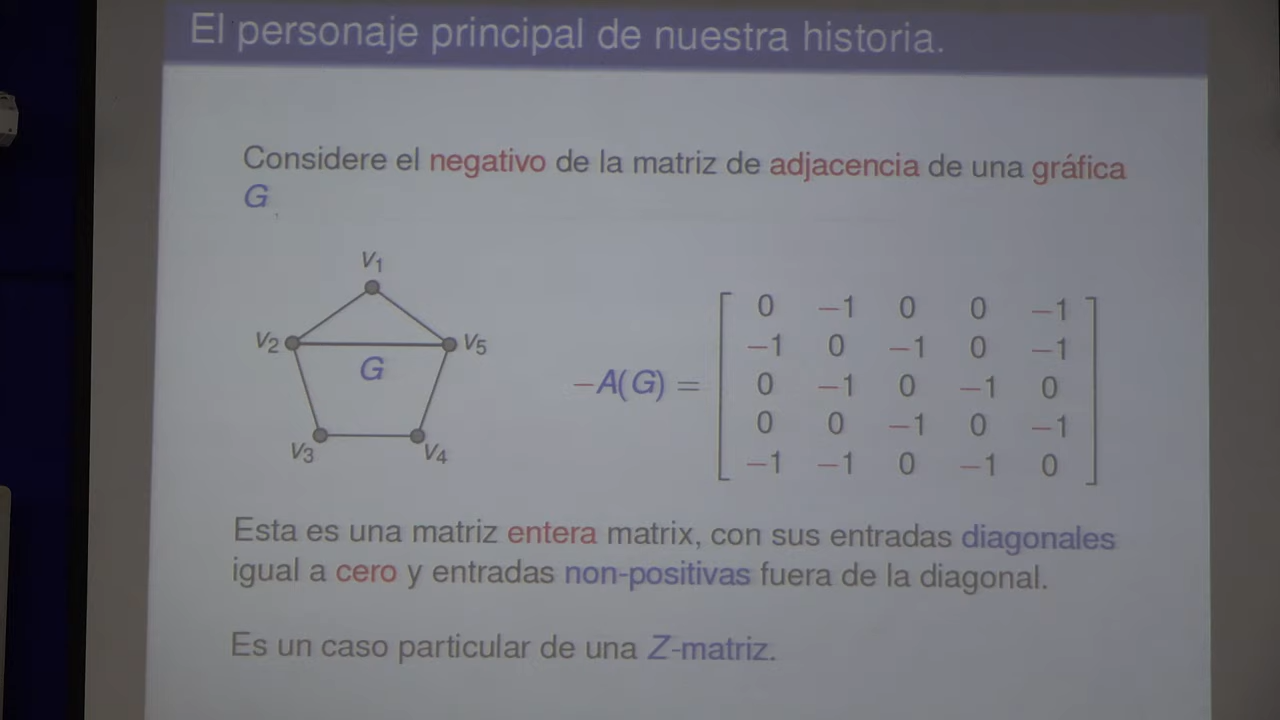 El personaje principal de nuestra historia.
Considere el negativo de la matriz de adjacencia de una gráfica
G
V1
V2
V5
G
V3
V4
-A(G) =
0 -1 0 0 -1
-1 0 -1 0 -1
0 -1 0 -1 0
0 0 -1 0 -1
-1 -1 0 -1 0
Esta es una matriz entera matrix, con sus entradas diagonales
igual a cero y entradas non-positivas fuera de la diagonal.
Es un caso particular de una Z-matriz.